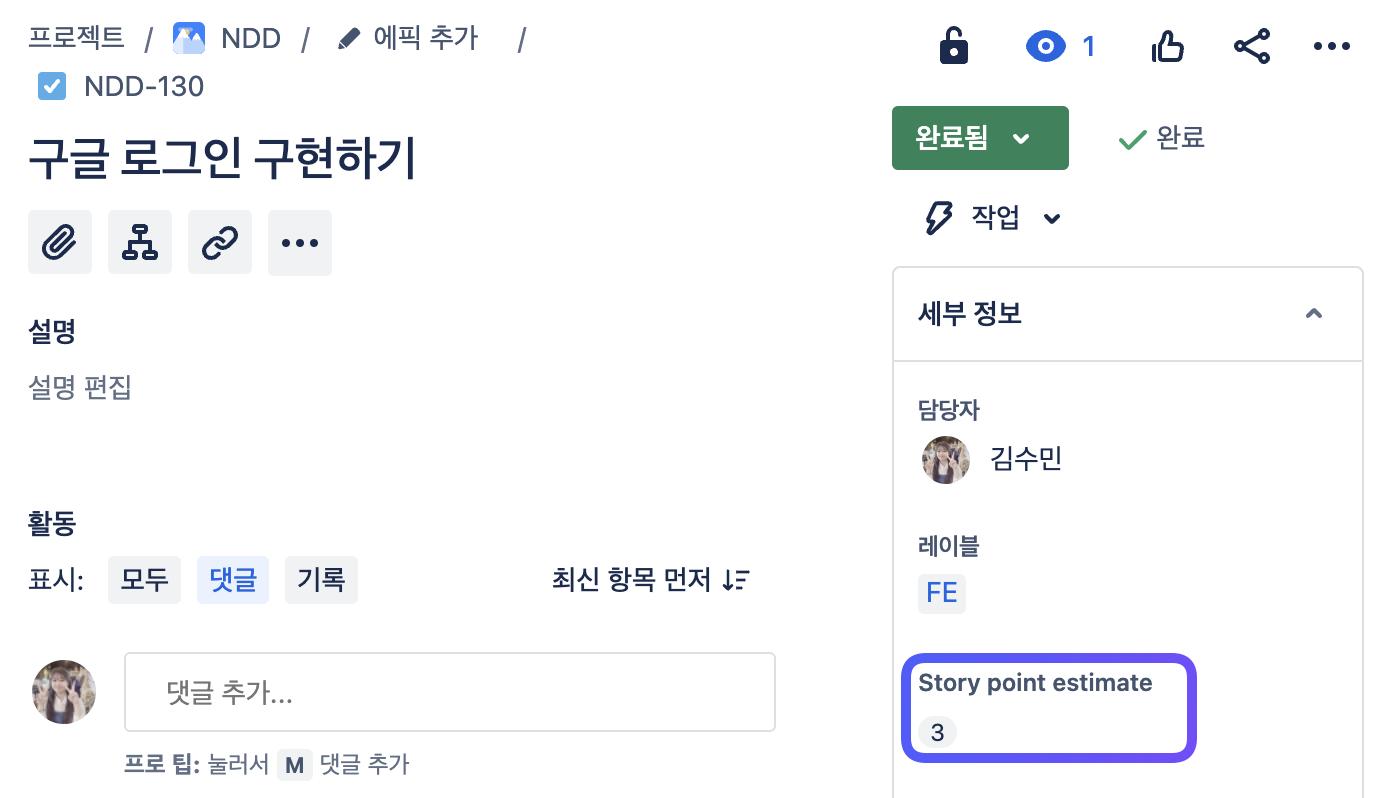 프로젝트 / NDD / 에픽 추가 /
NDD-130
1
구글 로그인 구현하기
완료됨
완료
작업
설명
설명 편집
활동
표시: 모두 댓글 기록 최신 항목 먼저
댓글 추가...
프로 팁: 눌러서 M 댓글 추가
세부 정보
담당자
김수민
레이블
FE
Story point estimate
3